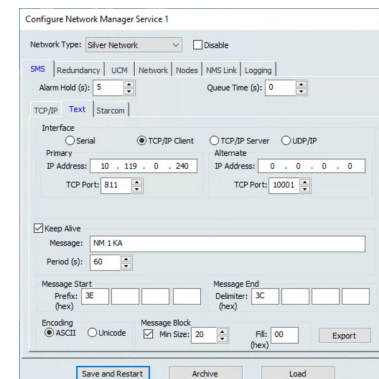 Configure Network Manager Service 1
Network Type: Silver Network Disable
SMS Redundancy UCM Network Nodes NMS Link Logging
Alarm Hold (s): 5 Queue Time (s): 0
TCP/IP Text Starcom
Interface
Serial TCP/IP Client TCP/IP Server UDP/IP
Primary Alternate
IP Address: 10 . 119 . 0 . 240 IP Address: 0 . 0 . 0 . 0
TCP Port: 811 TCP Port: 10001
Keep Alive
Message: NM 1 KA
Period (s): 60
Message Start Message End
Prefix: 3E Delimiter: 3C
(hex) (hex)
Encoding Message Block
ASCII Unicode Min Size: 20 Fill: 00 Export
(hex)
Save and Restart Archive Load